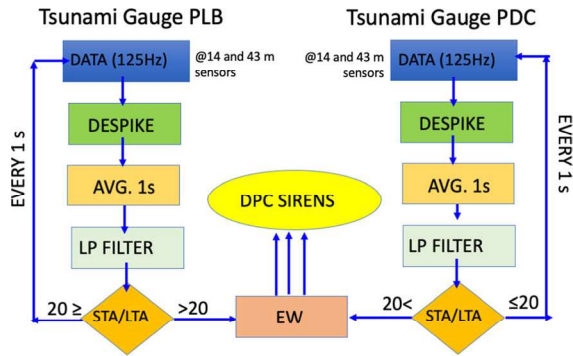 Tsunami Gauge PLB
Tsunami Gauge PDC
DATA (125Hz)
@14 and 43 m
sensors
@14 and 43 m
sensors
DATA (125Hz)
DESPIKE
DESPIKE
EVERY 1 s
EVERY 1 s
AVG. 1s
AVG. 1s
DPC SIRENS
LP FILTER
LP FILTER
20 ≥
STA/LTA
>20
EW
20<
STA/LTA
≤20